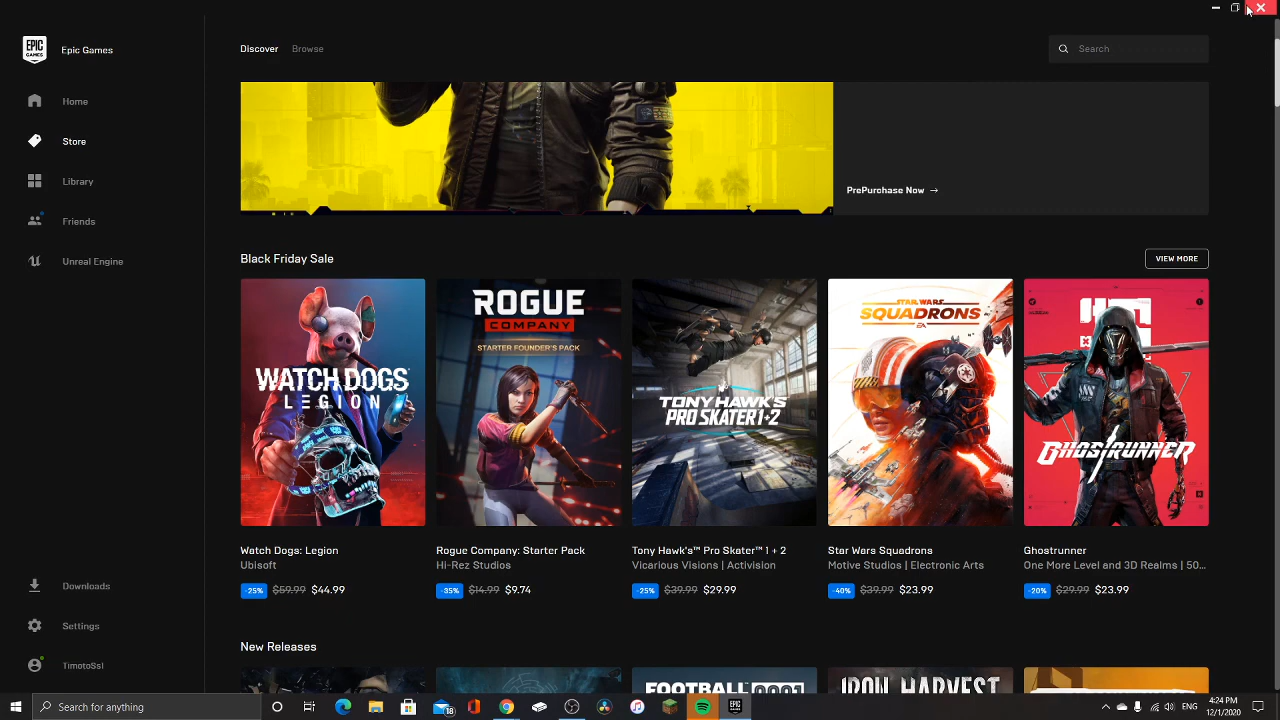 EPIC
GAMES
Epic Games
Home
Store
Library
Friends
Unreal Engine
Downloads
Settings
TimotoSsl
Discover
Browse
Search
PrePurchase Now →
Black Friday Sale
VIEW MORE
WATCH DOGS
LEGION
ROGUE
COMPANY
STARTER FOUNDER'S PACK
TONY HAWK'S
PRO SKATER 1+2
STAR WARS
SQUADRONS
EA
GHOSTRUNNER
Watch Dogs: Legion
Ubisoft
-25% $59.99 $44.99
Rogue Company: Starter Pack
Hi-Rez Studios
-35% $14.99 $9.74
Tony Hawk's™ Pro Skater™ 1 + 2
Vicarious Visions | Activision
-25% $39.99 $29.99
Star Wars Squadrons
Motive Studios | Electronic Arts
-40% $39.99 $23.99
Ghostrunner
One More Level and 3D Realms | 50...
-20% $29.99 $23.99
New Releases
FOOTBALL
IRON HARVEST
Search for anything
18
ENG
4:24 PM
12/1/2020